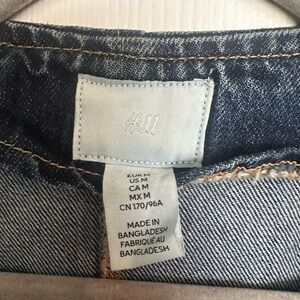 H&M
EUR M
US M
CA M
MX M
CN 170/96A
MADE IN
BANGLADESH
FABRIQUÉ AU
BANGLADESH